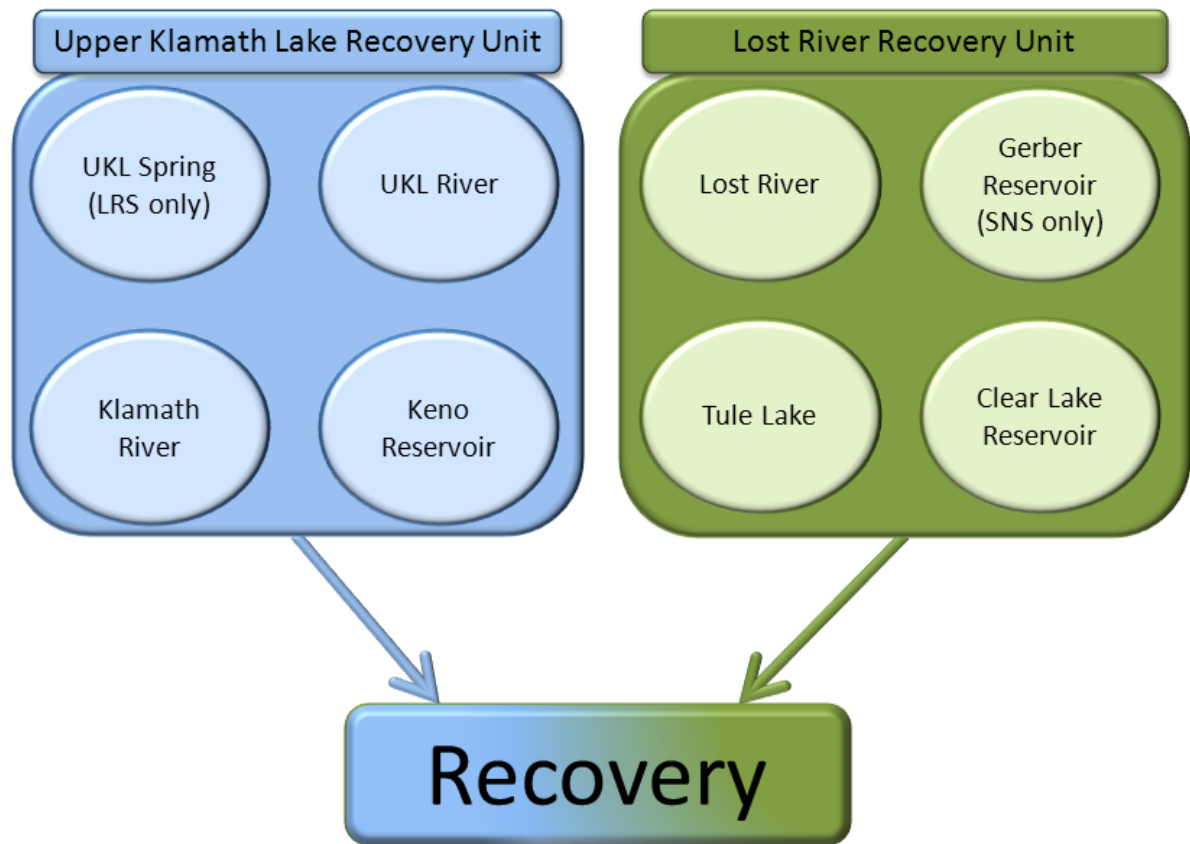 Upper Klamath Lake Recovery Unit
UKL Spring
(LRS only)
UKL River
Klamath
River
Keno
Reservoir
Lost River Recovery Unit
Lost River
Gerber
Reservoir
(SNS only)
Tule Lake
Clear Lake
Reservoir
Recovery